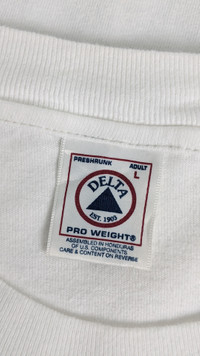 PRESHRUNK ADULT
L
DELTA
EST. 1903
PRO WEIGHT®
ASSEMBLED IN HONDURAS
OF U.S. COMPONENTS
CARE & CONTENT ON REVERSE